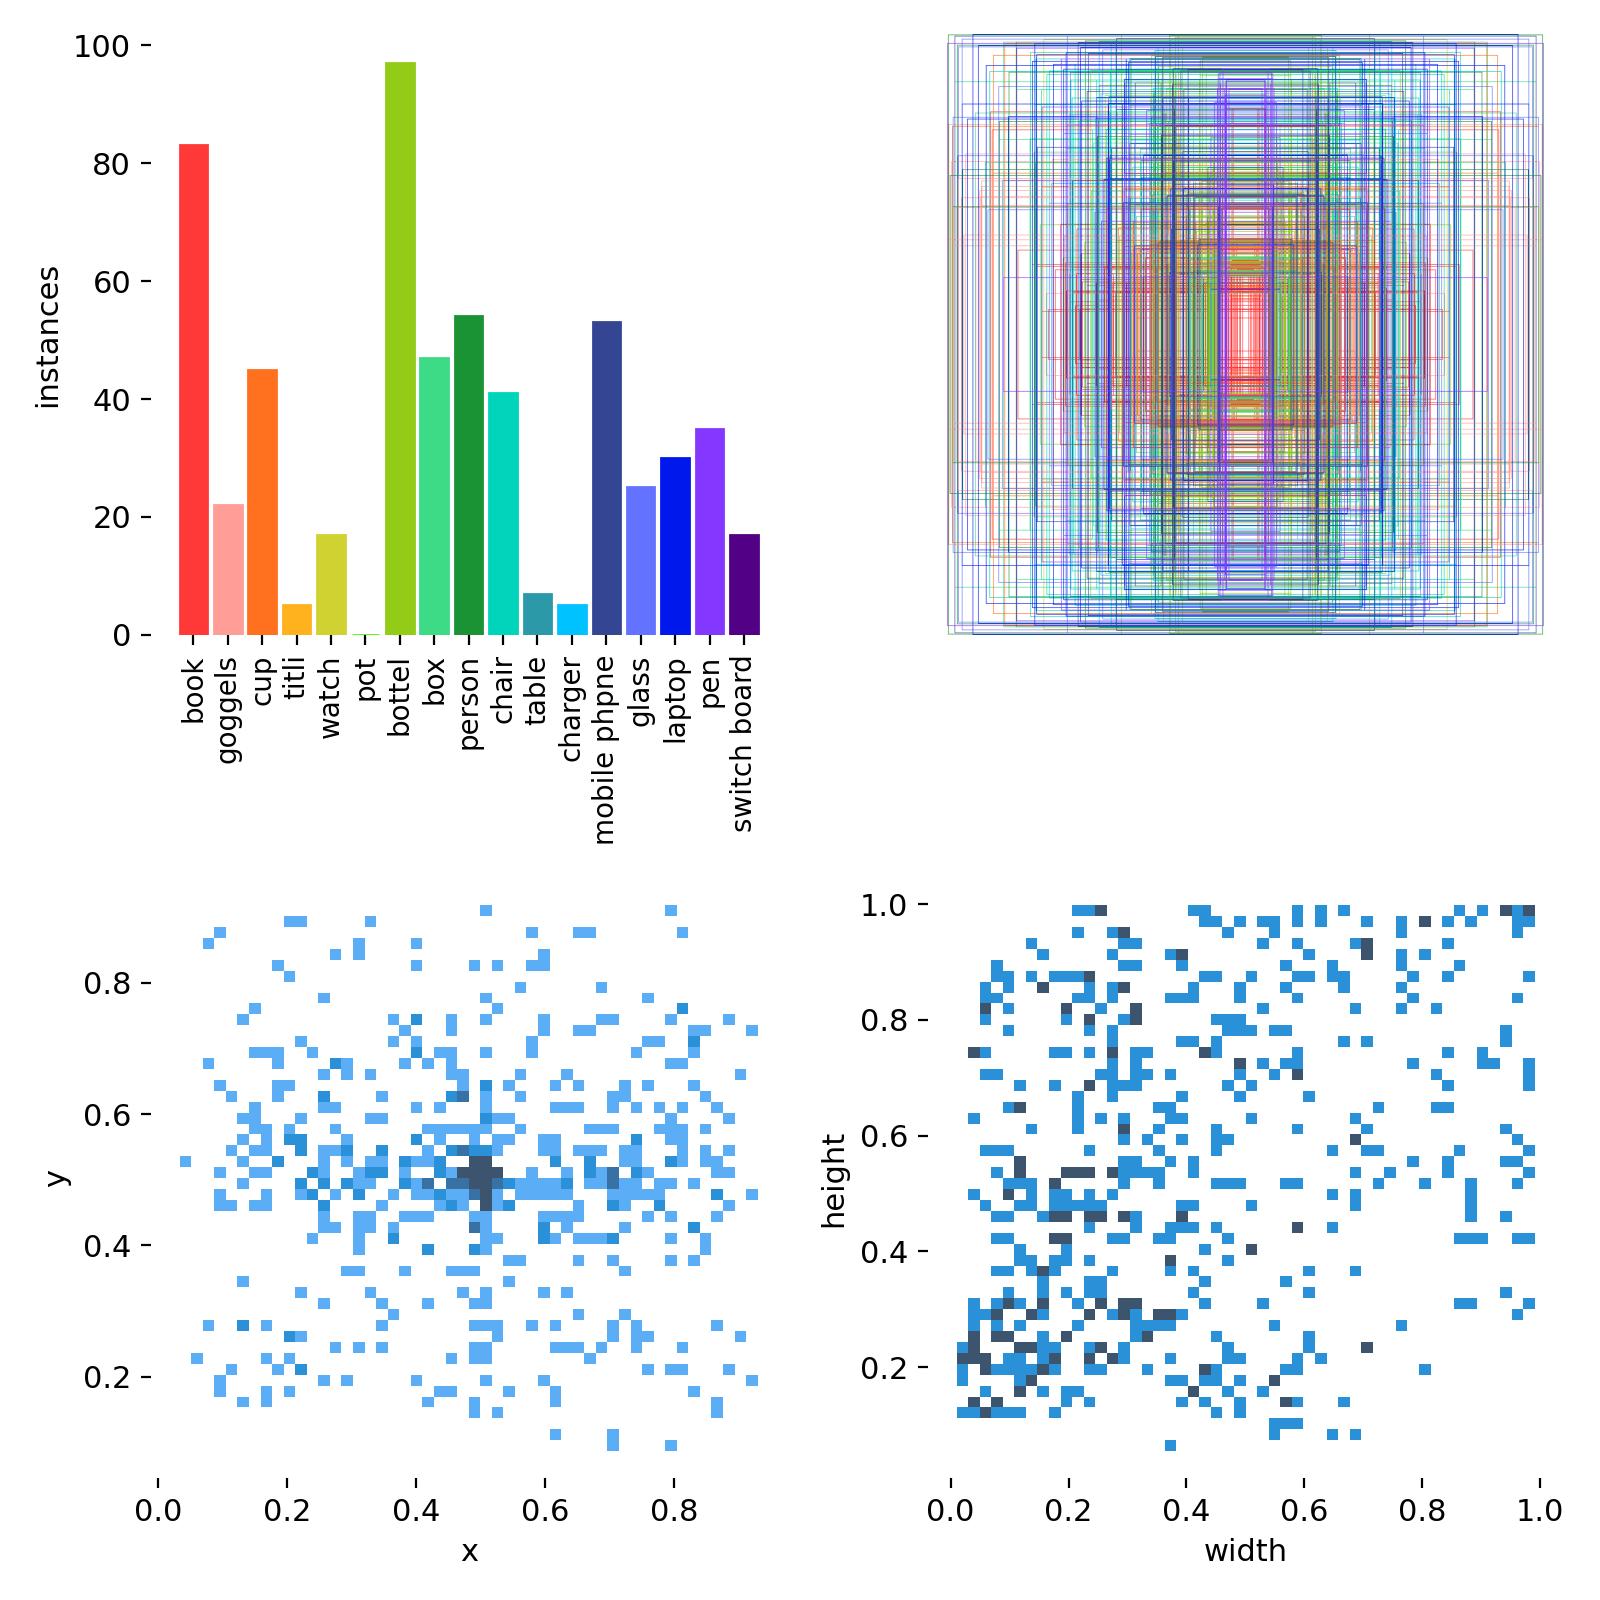 100
80
60
40
20
0
instances
book
goggels
cup
titli
watch
pot
bottel
box
person
chair
table
charger
mobile phpne
glass
laptop
pen
switch board
0.8
0.6
0.4
0.2
y
0.0 0.2 0.4 0.6 0.8
x
1.0
0.8
0.6
0.4
0.2
height
0.0 0.2 0.4 0.6 0.8 1.0
width